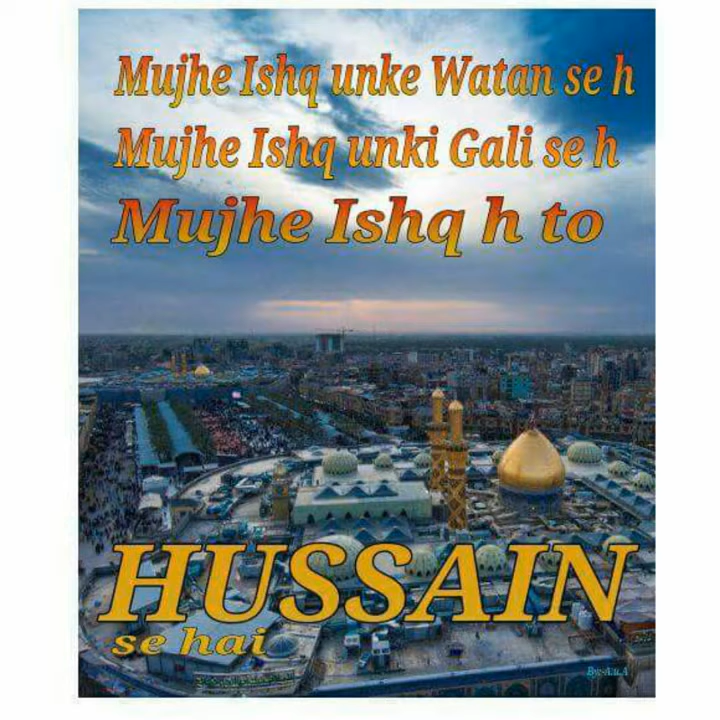 Mujhe Ishq unke Watan se h
Mujhe Ishq unki Gali se h
Mujhe Ishq h to
HUSSAIN
se hai